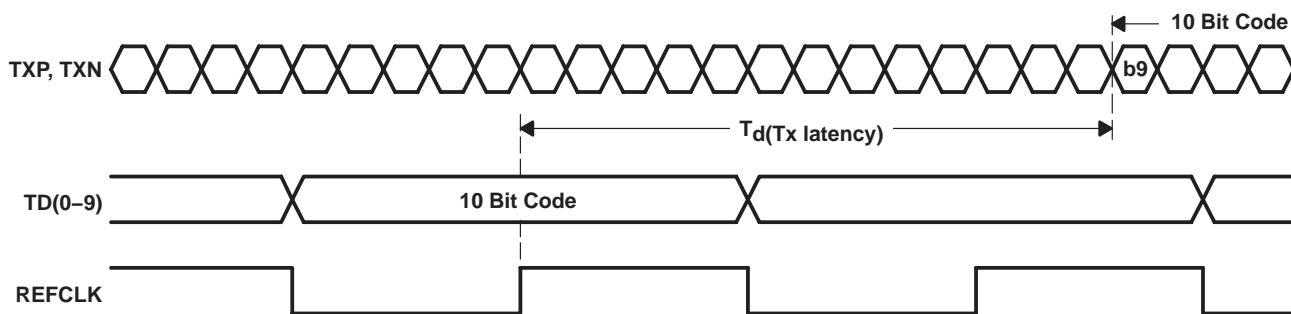 10 Bit Code
TXP, TXN
b9
Td(Tx latency)
TD(0–9)
10 Bit Code
REFCLK